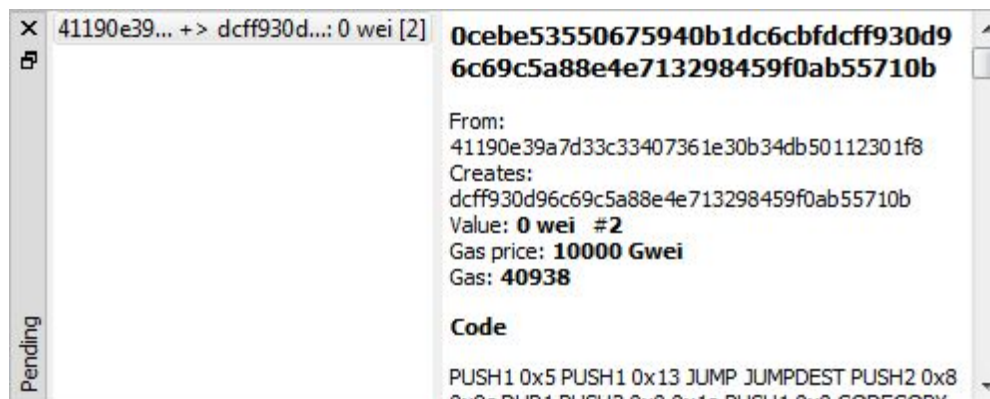 41190e39... +> dcff930d...: 0 wei [2]
0cebe53550675940b1dc6cbfdcff930d9
6c69c5a88e4e713298459f0ab55710b
From:
41190e39a7d33c33407361e30b34db50112301f8
Creates:
dcff930d96c69c5a88e4e713298459f0ab55710b
Value: 0 wei #2
Gas price: 10000 Gwei
Gas: 40938
Code
PUSH1 0x5 PUSH1 0x13 JUMP JUMPDEST PUSH2 0x8
Pending